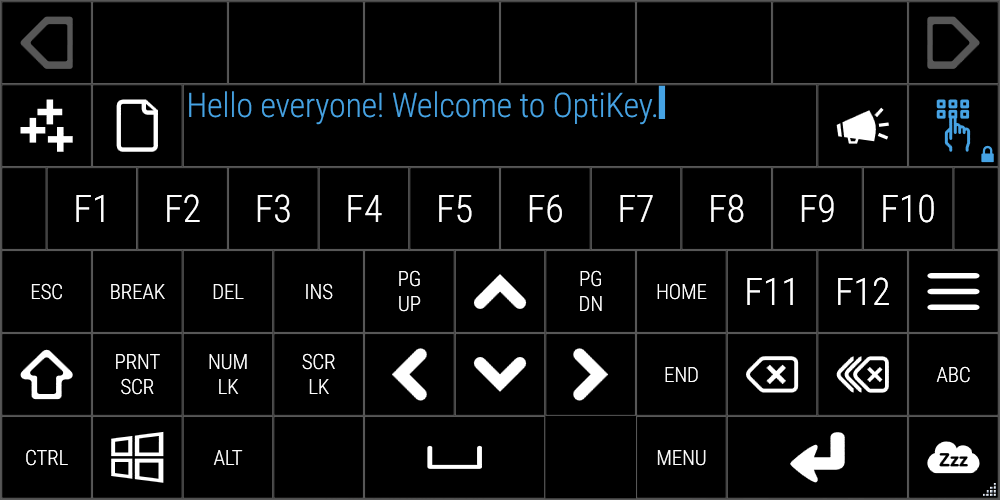 Hello everyone! Welcome to OptiKey.
F1 F2 F3 F4 F5 F6 F7 F8 F9 F10
ESC BREAK DEL INS PG UP PG DN HOME F11 F12
PRNT SCR NUM LK SCR LK END ABC
CTRL ALT MENU Zzz